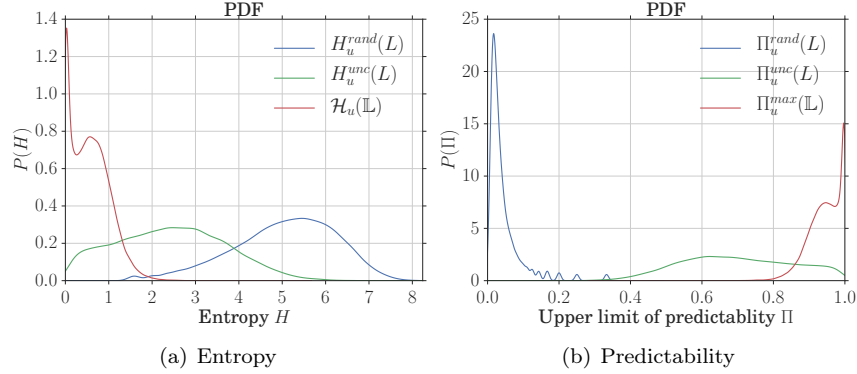 PDF
1.4
1.2
1.0
0.8
0.6
0.4
0.2
0.0
P(H)
0 1 2 3 4 5 6 7 8
Entropy H
H_u^{rand}(L)
H_u^{unc}(L)
ℋ_u(𝕃)
(a) Entropy
PDF
25
20
15
10
5
0
P(Π)
0.0 0.2 0.4 0.6 0.8 1.0
Upper limit of predictablity Π
Π_u^{rand}(L)
Π_u^{unc}(L)
Π_u^{max}(𝕃)
(b) Predictability